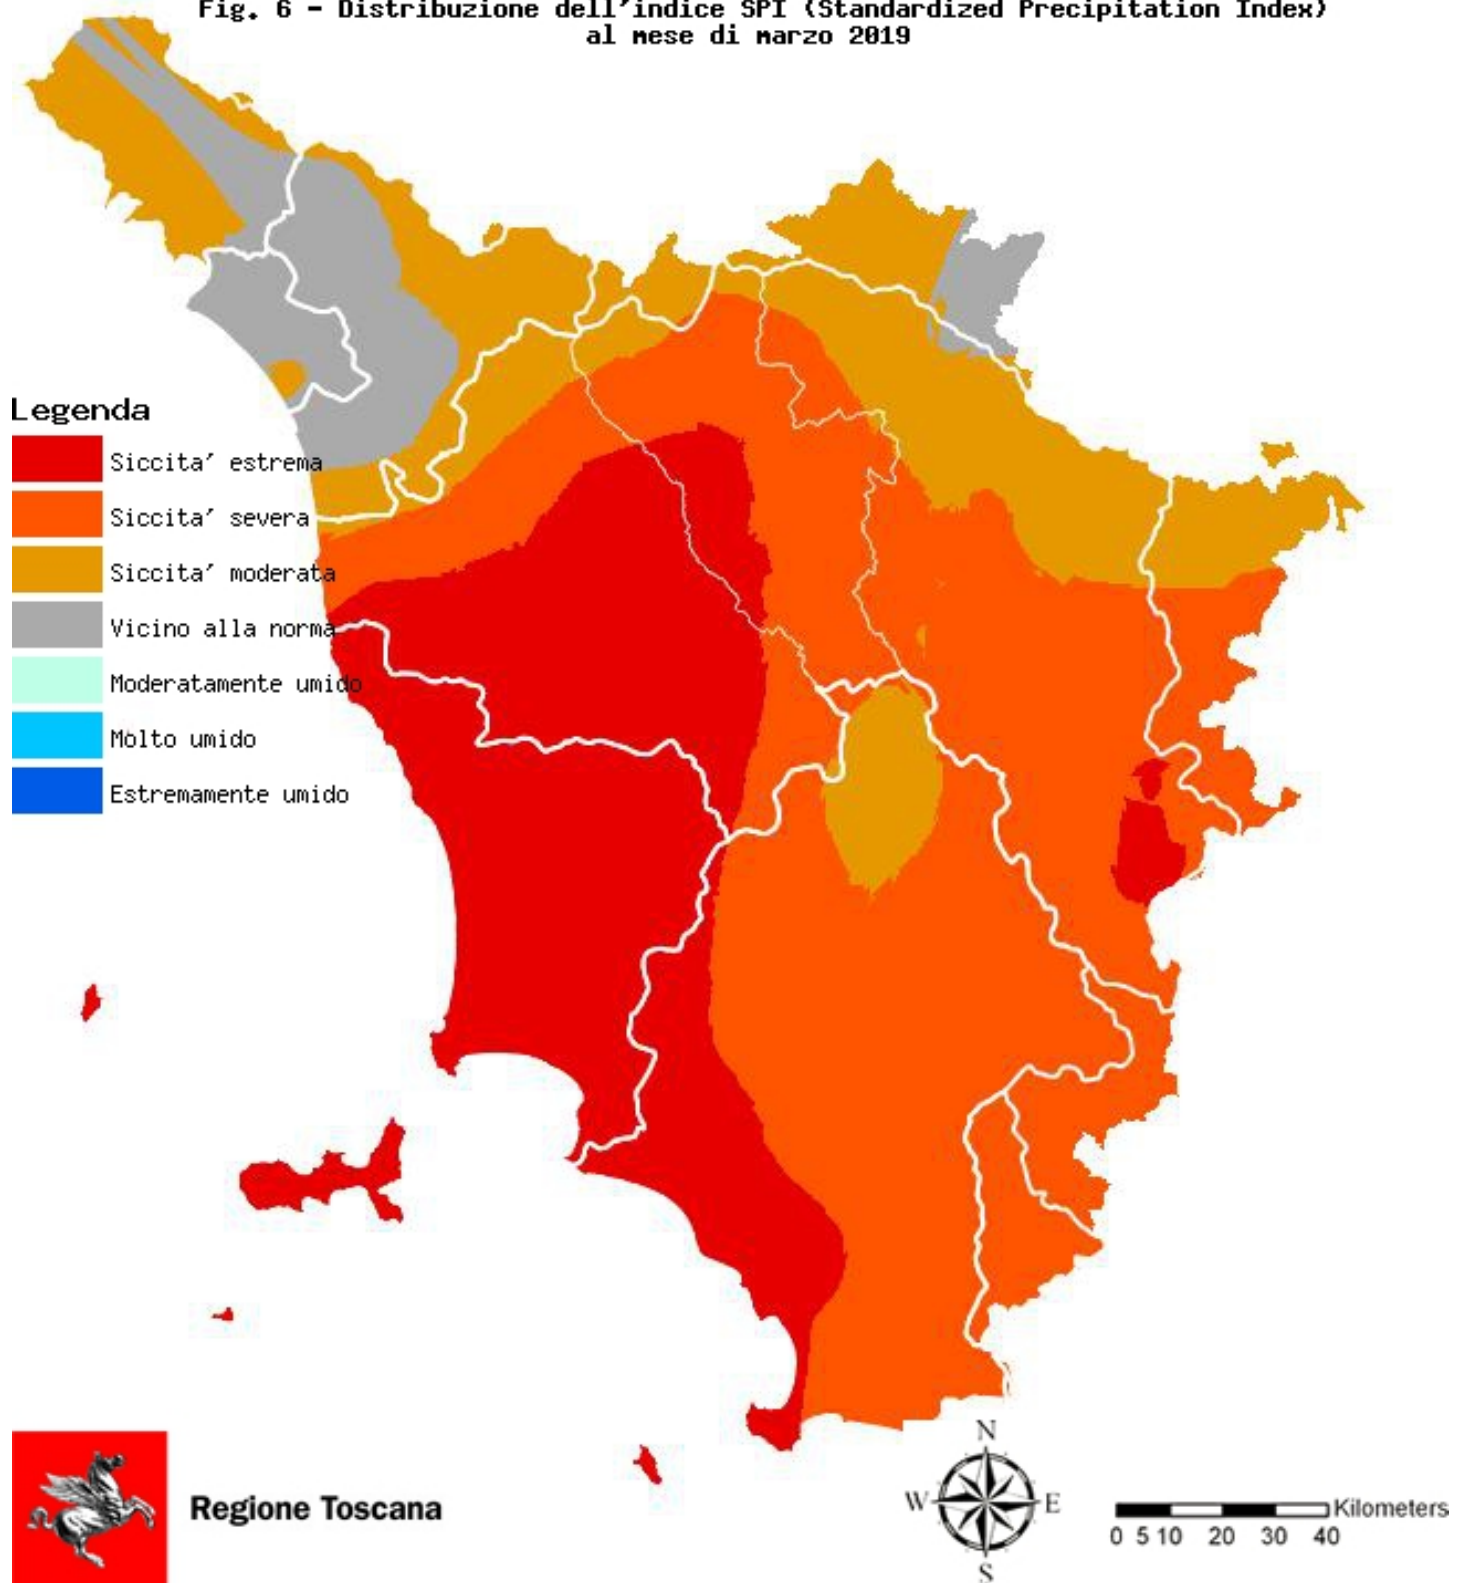 Fig. 6 - Distribuzione dell'indice SPI (Standardized Precipitation Index)
al mese di marzo 2019
Legenda
Siccita' estrema
Siccita' severa
Siccita' moderata
Vicino alla norma
Moderatamente umido
Molto umido
Estremamente umido
Regione Toscana
N
W E
S
Kilometers
0 5 10 20 30 40